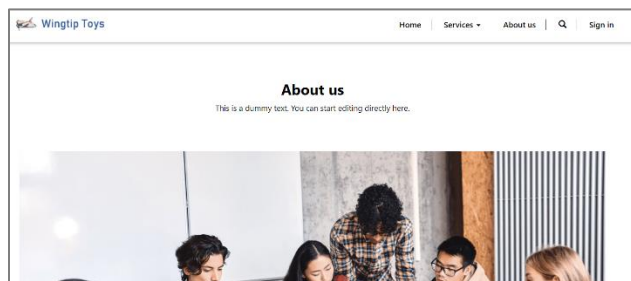 Wingtip Toys
Home Services About us Sign in
About us
This is a dummy text. You can start editing directly here.